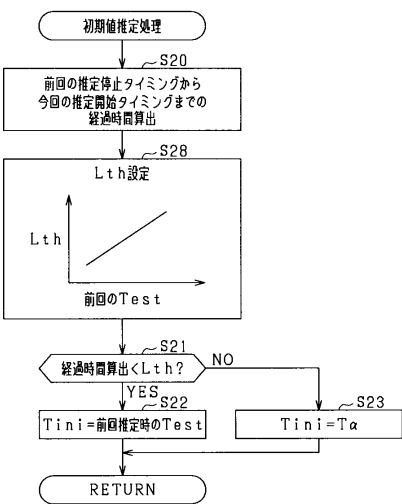 初期値推定処理
S20
前回の推定停止タイミングから
今回の推定開始タイミングまでの
経過時間算出
S28
Lth設定
Lth
前回のTest
S21
経過時間算出<Lth?
NO
YES
S22
Tini=前回推定時のTest
S23
Tini=Tα
RETURN